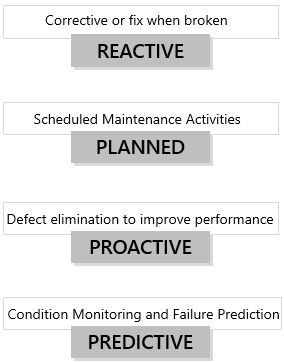 Corrective or fix when broken
REACTIVE
Scheduled Maintenance Activities
PLANNED
Defect elimination to improve performance
PROACTIVE
Condition Monitoring and Failure Prediction
PREDICTIVE